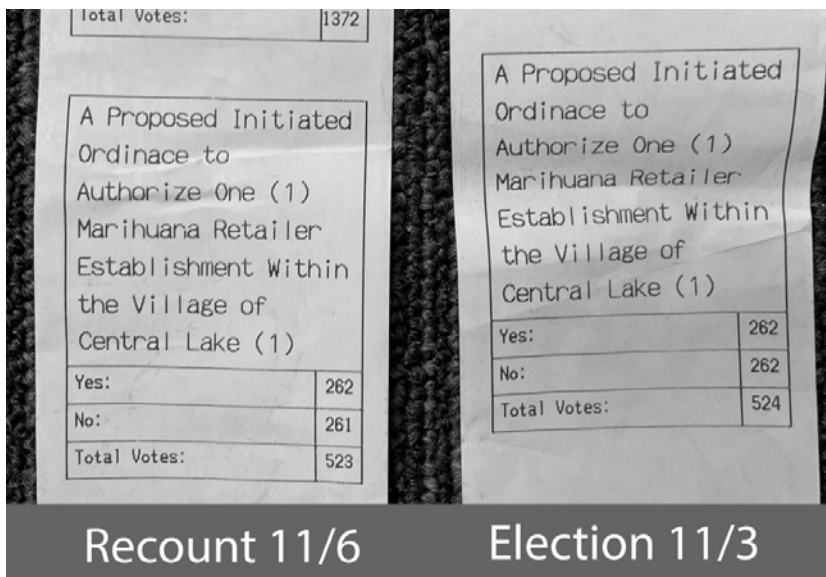 Total Votes: 1372
A Proposed Initiated
Ordinace to
Authorize One (1)
Marihuana Retailer
Establishment Within
the Village of
Central Lake (1)
Yes: 262
No: 261
Total Votes: 523
Recount 11/6
A Proposed Initiated
Ordinace to
Authorize One (1)
Marihuana Retailer
Establishment Within
the Village of
Central Lake (1)
Yes: 262
No: 262
Total Votes: 524
Election 11/3